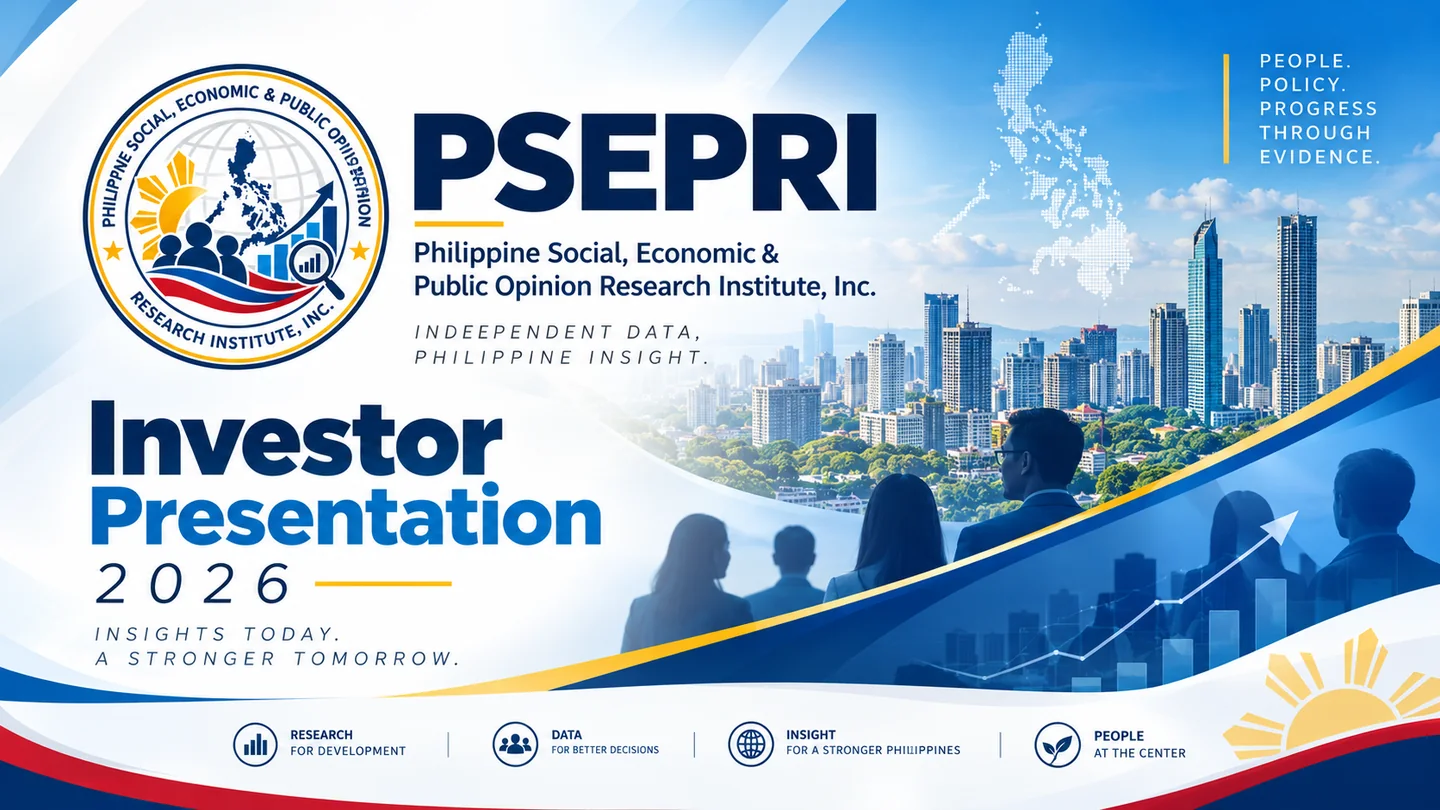 PSEPRI
Philippine Social, Economic &
Public Opinion Research Institute, Inc.
INDEEPENDENT DATA,
PHILIPPINE INSIGHT.
PEOPLE.
POLICY.
PROGRESS
THROUGH
EVIDENCE.
PHILIPPNE SOCIAL, ECONOMIC & PUBLIC
RESEARCH INSTITUTE, INC.
Investor
Presentation
2026
INSIGHTS TODAY.
A STRONGER TOMORROW.
RESEARCH
FOR DEVELOPMENT
DATA
FOR BETTER DECISIONS
INSIGHT
FOR A STRONGER PHILIPPINES
PEOPLE
AT THE CENTER